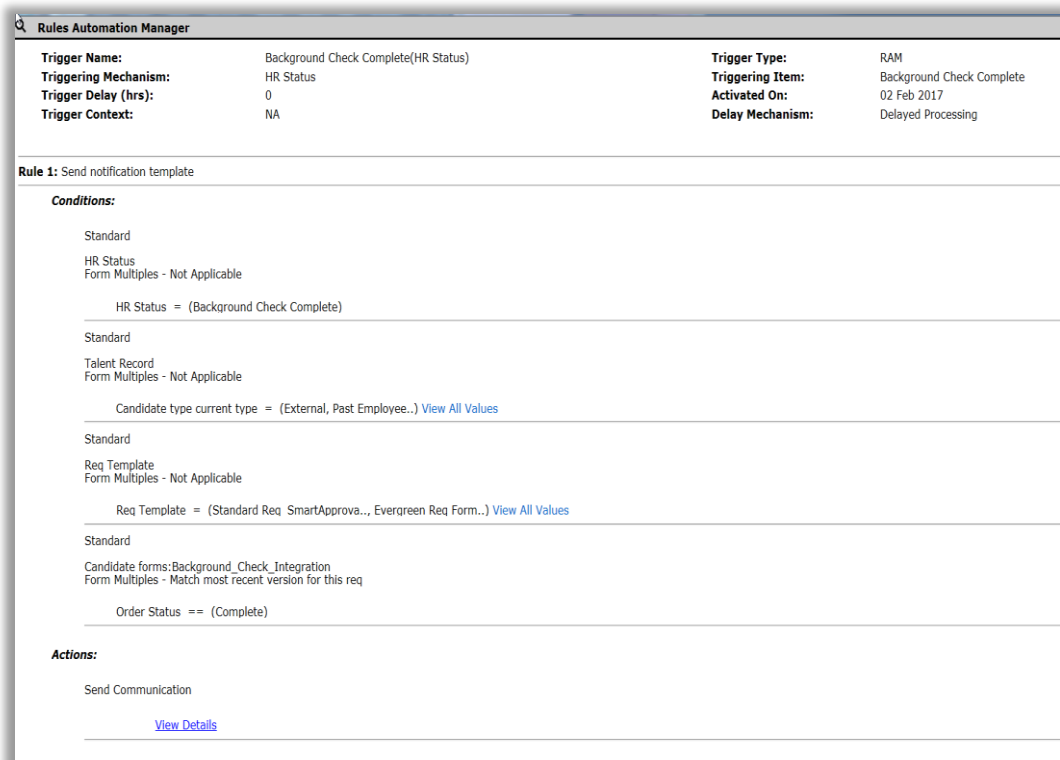 Rules Automation Manager
Trigger Name: Background Check Complete(HR Status) Trigger Type: RAM
Triggering Mechanism: HR Status Triggering Item: Background Check Complete
Trigger Delay (hrs): 0 Activated On: 02 Feb 2017
Trigger Context: NA Delay Mechanism: Delayed Processing
Rule 1: Send notification template
Conditions:
Standard
HR Status
Form Multiples - Not Applicable
HR Status = (Background Check Complete)
Standard
Talent Record
Form Multiples - Not Applicable
Candidate type current type = (External, Past Employee..) View All Values
Standard
Req Template
Form Multiples - Not Applicable
Req Template = (Standard Req_SmartApprova.., Evergreen Req Form..) View All Values
Standard
Candidate forms:Background_Check_Integration
Form Multiples - Match most recent version for this req
Order Status == (Complete)
Actions:
Send Communication
View Details